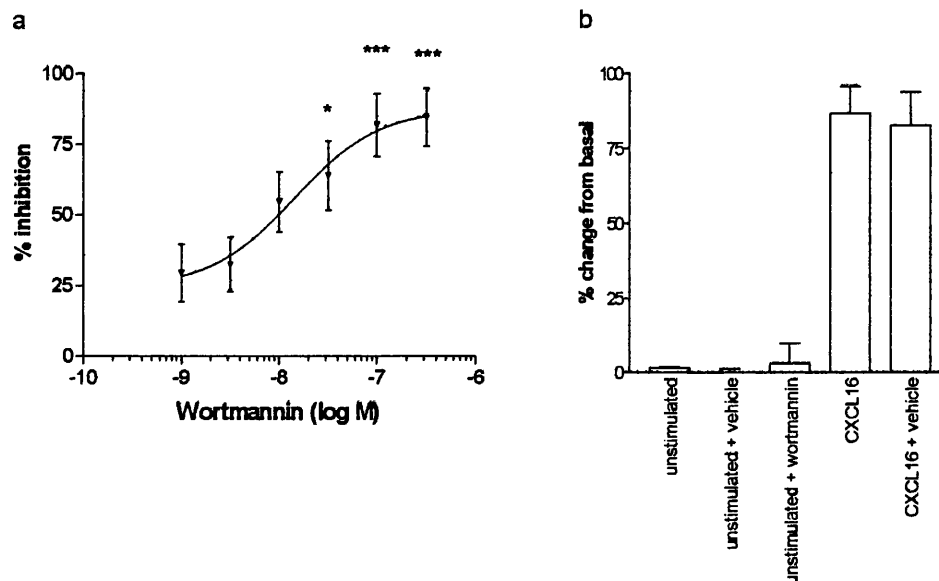 a
b
***
***
*
100
75
50
25
0
% inhibition
-10
-9
-8
-7
-6
Wortmannin (log M)
100
75
50
25
0
% change from basal
unstimulated
unstimulated + vehicle
unstimulated + wortmannin
CXCL16
CXCL16 + vehicle